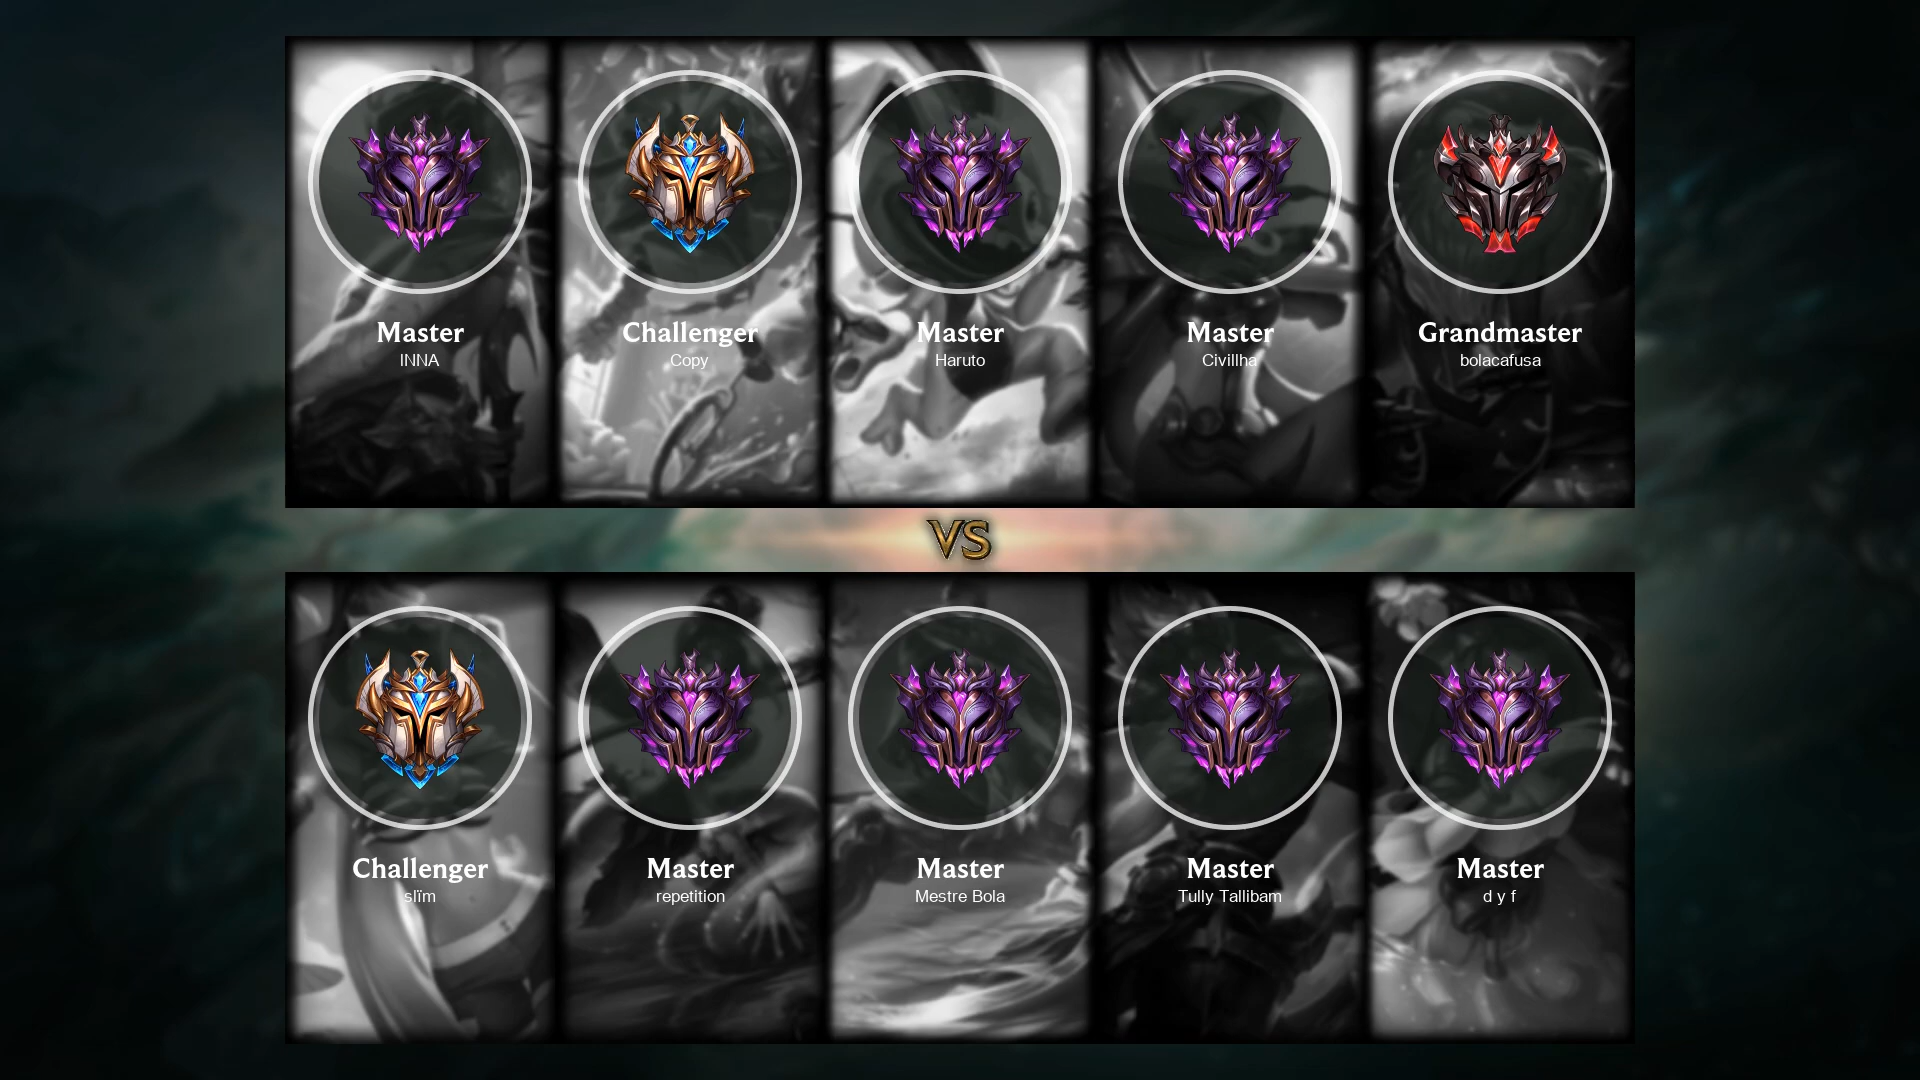 Master
INNA
Challenger
Copy
Master
Haruto
Master
Civillha
Grandmaster
bolacafusa
VS
Challenger
slïm
Master
repetition
Master
Mestre Bola
Master
Tully Tallibam
Master
d y f